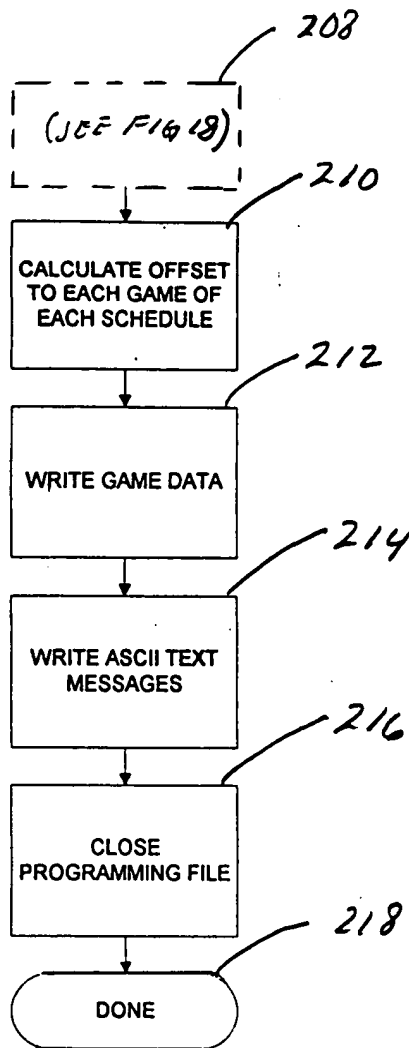 208
(SEE FIG 18)
210
CALCULATE OFFSET
TO EACH GAME OF
EACH SCHEDULE
212
WRITE GAME DATA
214
WRITE ASCII TEXT
MESSAGES
216
CLOSE
PROGRAMMING FILE
218
DONE